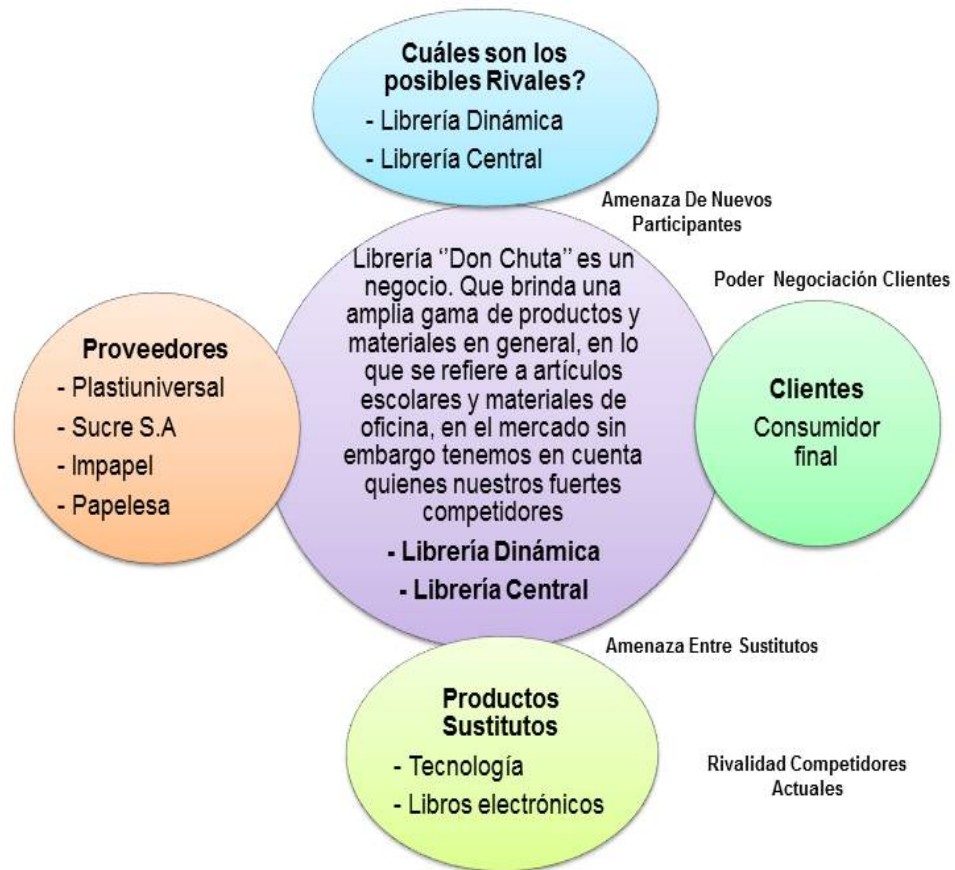 Cuáles son los
posibles Rivales?
- Librería Dinámica
- Librería Central
Amenaza De Nuevos
Participantes
Librería ‘’Don Chuta’’ es un
negocio. Que brinda una
amplia gama de productos y
materiales en general, en lo
que se refiere a artículos
escolares y materiales de
oficina, en el mercado sin
embargo tenemos en cuenta
quienes nuestros fuertes
competidores
- Librería Dinámica
- Librería Central
Proveedores
- Plastiuniversal
- Sucre S.A
- Impapel
- Papelesa
Poder Negociación Clientes
Clientes
Consumidor
final
Amenaza Entre Sustitutos
Productos
Sustitutos
- Tecnología
- Libros electrónicos
Rivalidad Competidores
Actuales